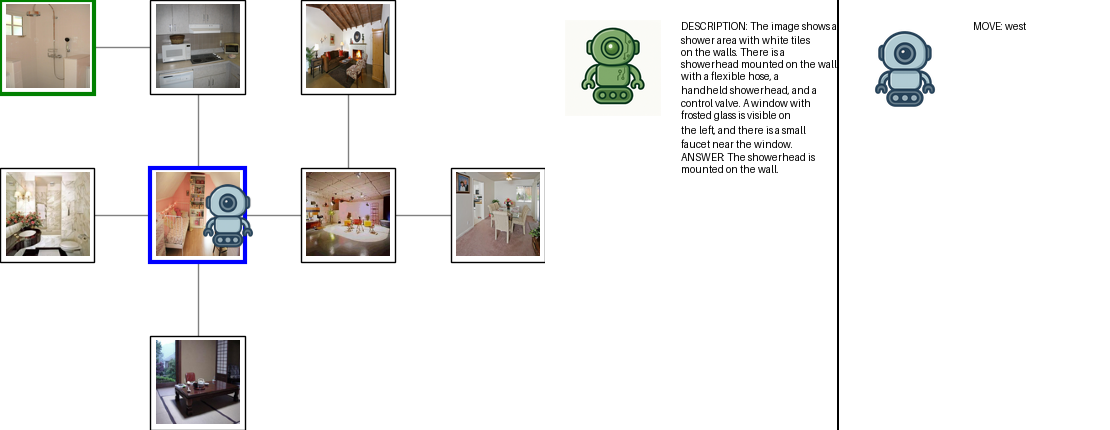 DESCRIPTION: The image shows a
shower area with white tiles
on the walls. There is a
showerhead mounted on the wall
with a flexible hose, a
handheld showerhead, and a
control valve. A window with
frosted glass is visible on
the left, and there is a small
faucet near the window.
ANSWER: The showerhead is
mounted on the wall.
MOVE: west